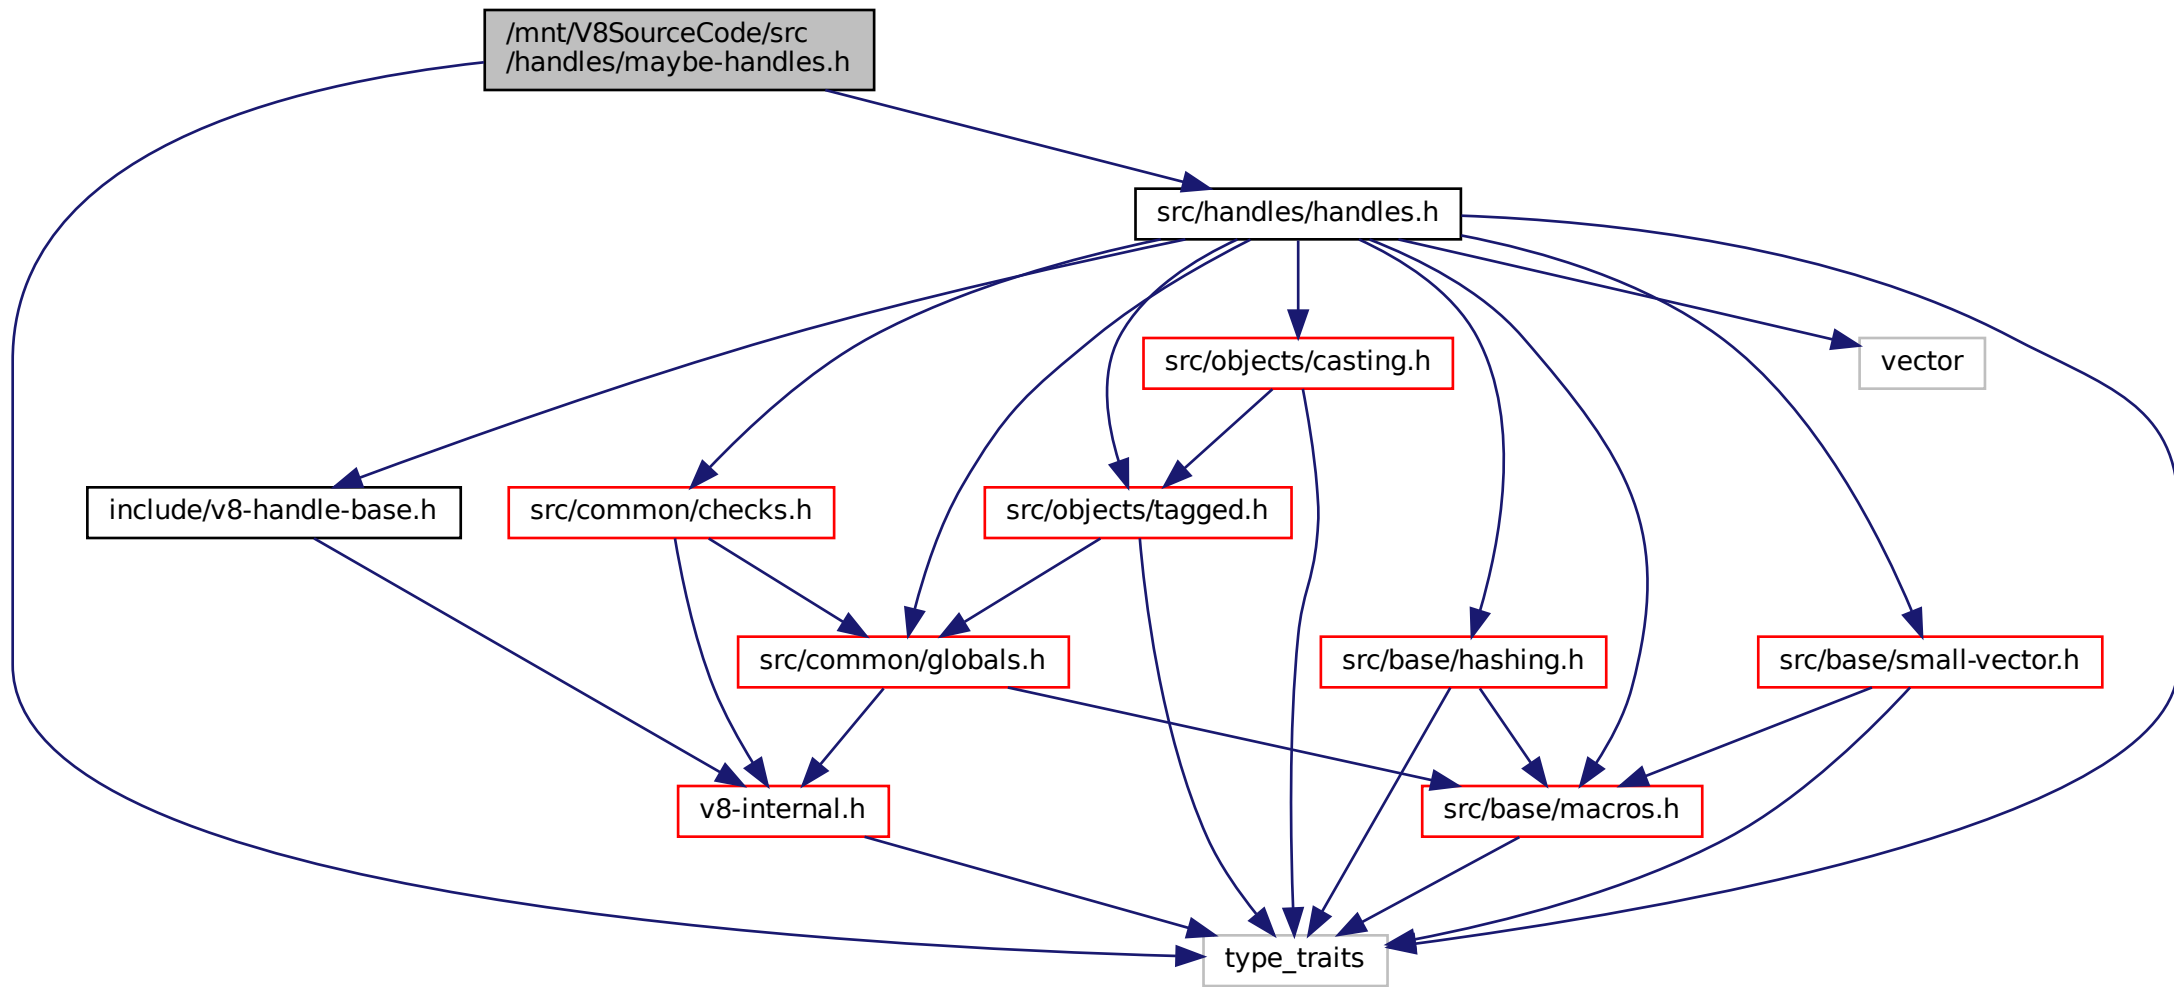 /mnt/V8SourceCode/src
/handles/maybe-handles.h
src/handles/handles.h
src/objects/casting.h
vector
include/v8-handle-base.h
src/common/checks.h
src/objects/tagged.h
src/common/globals.h
src/base/hashing.h
src/base/small-vector.h
v8-internal.h
src/base/macros.h
type_traits